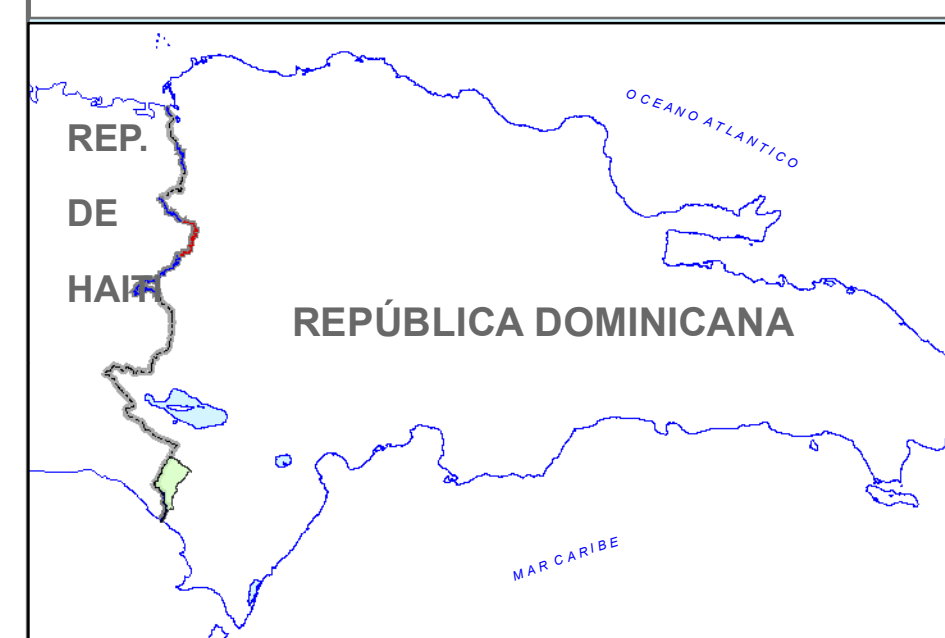 OCEANO ATLANTICO
REP.
DE
HAITI
REPÚBLICA DOMINICANA
MAR CARIBE